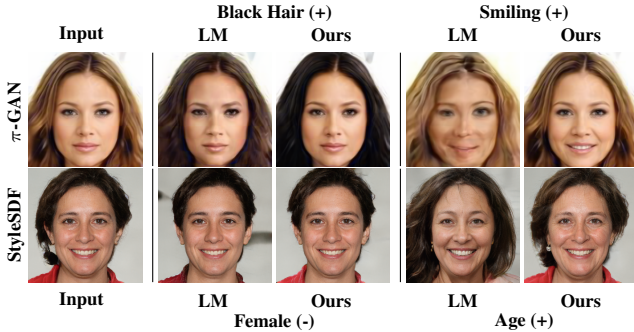 Black Hair (+) Smiling (+)
Input LM Ours LM Ours
π-GAN
StyleSDF
Input LM Ours LM Ours
Female (-) Age (+)